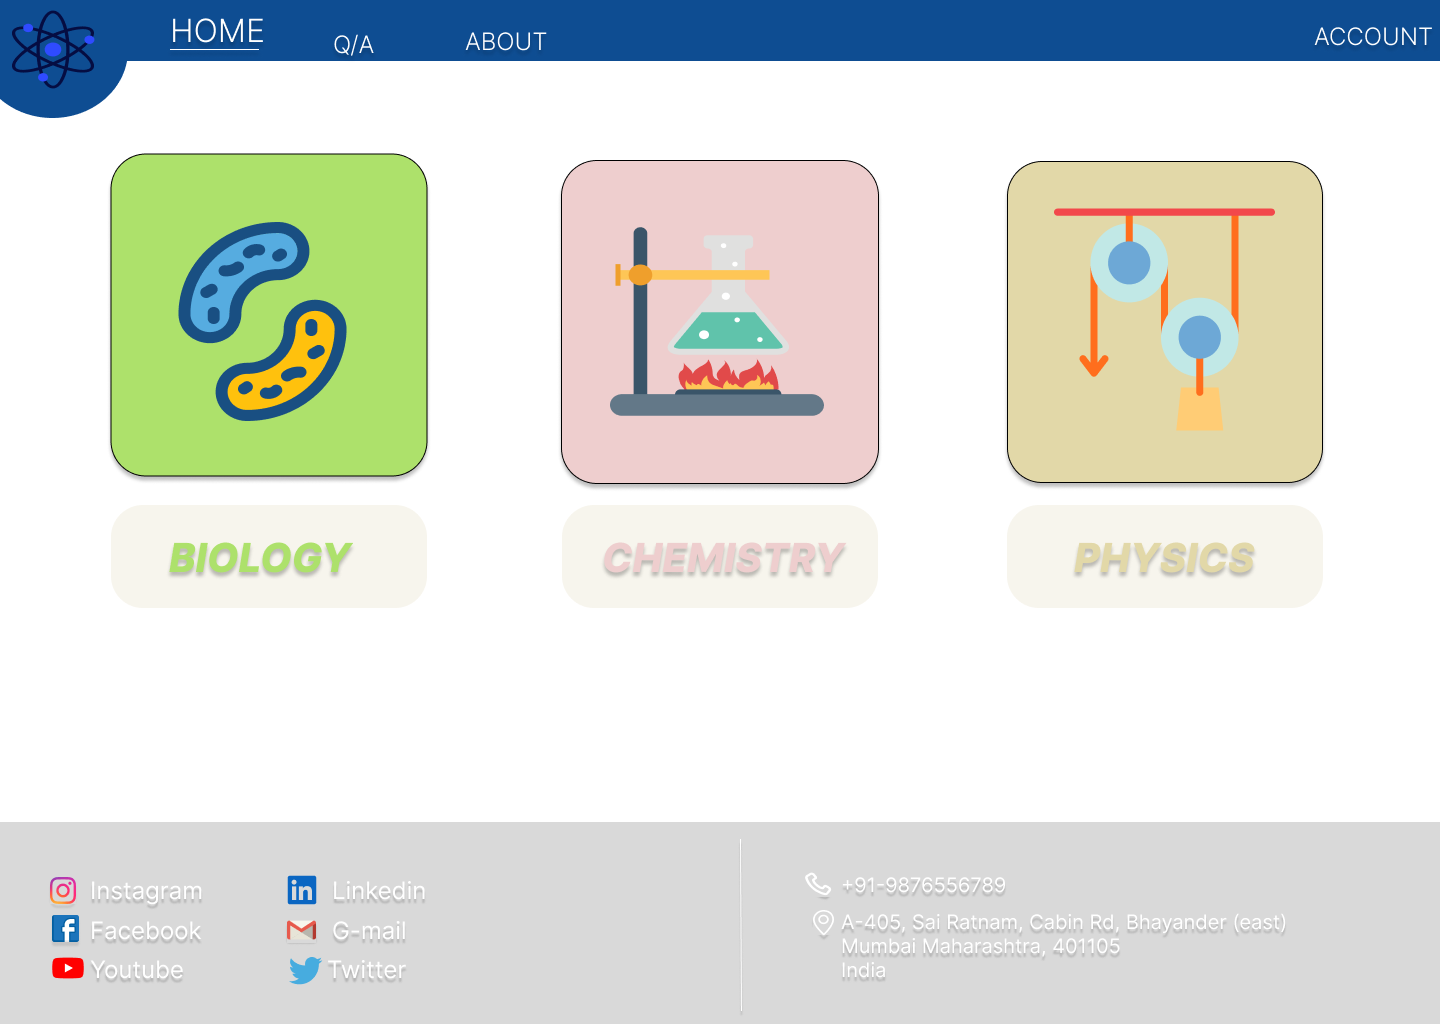 HOME
Q/A
ABOUT
ACCOUNT
BIOLOGY
CHEMISTRY
PHYSICS
Instagram
Linkedin
Facebook
G-mail
Youtube
Twitter
+91-9876556789
A-405, Sai Ratnam, Cabin Rd, Bhayander (east)
Mumbai Maharashtra, 401105
India